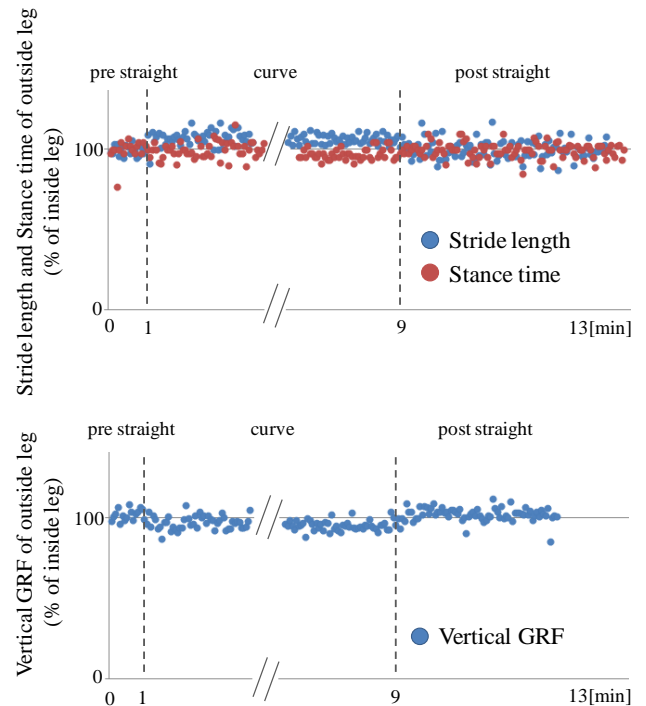 Stride length and Stance time of outside leg
(% of inside leg)
pre straight curve post straight
100
Stride length
Stance time
0
0 1 9 13[min]
Vertical GRF of outside leg
(% of inside leg)
pre straight curve post straight
100
Vertical GRF
0
0 1 9 13[min]